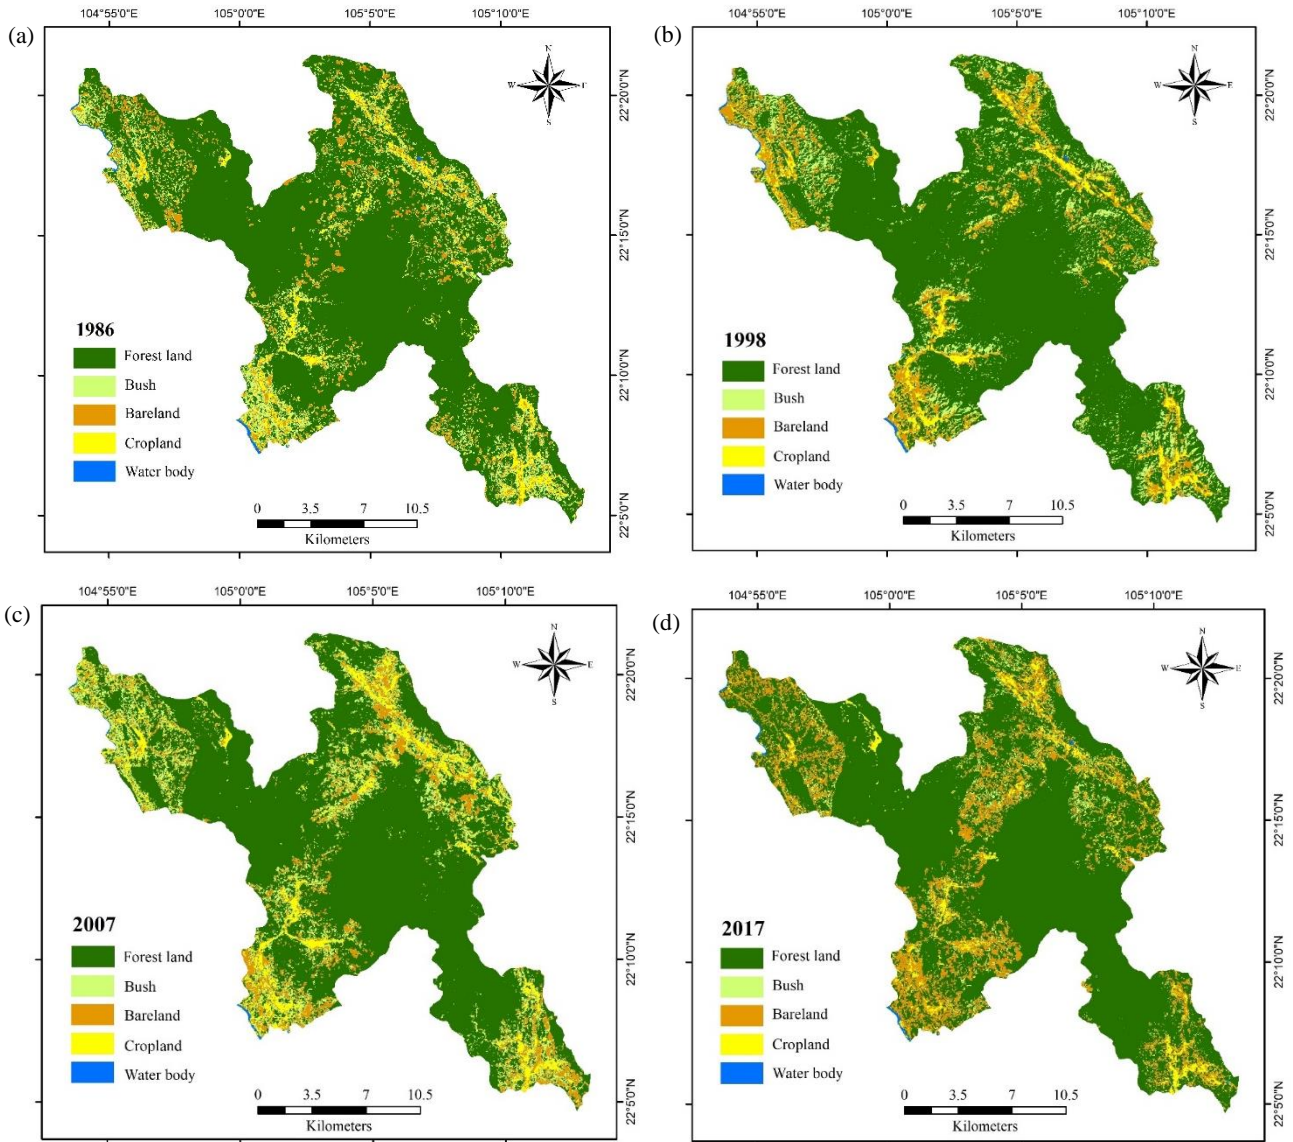 (a)
104°55'0"E 105°0'0"E 105°5'0"E 105°10'0"E
N
W E
S
22°20'0"N
22°15'0"N
22°10'0"N
22°5'0"N
1986
Forest land
Bush
Bareland
Cropland
Water body
0 3.5 7 10.5
Kilometers
(b)
104°55'0"E 105°0'0"E 105°5'0"E 105°10'0"E
N
W E
S
22°20'0"N
22°15'0"N
22°10'0"N
22°5'0"N
1998
Forest land
Bush
Bareland
Cropland
Water body
0 3.5 7 10.5
Kilometers
(c)
104°55'0"E 105°0'0"E 105°5'0"E 105°10'0"E
N
W E
S
22°20'0"N
22°15'0"N
22°10'0"N
22°5'0"N
2007
Forest land
Bush
Bareland
Cropland
Water body
0 3.5 7 10.5
Kilometers
(d)
104°55'0"E 105°0'0"E 105°5'0"E 105°10'0"E
N
W E
S
22°20'0"N
22°15'0"N
22°10'0"N
22°5'0"N
2017
Forest land
Bush
Bareland
Cropland
Water body
0 3.5 7 10.5
Kilometers